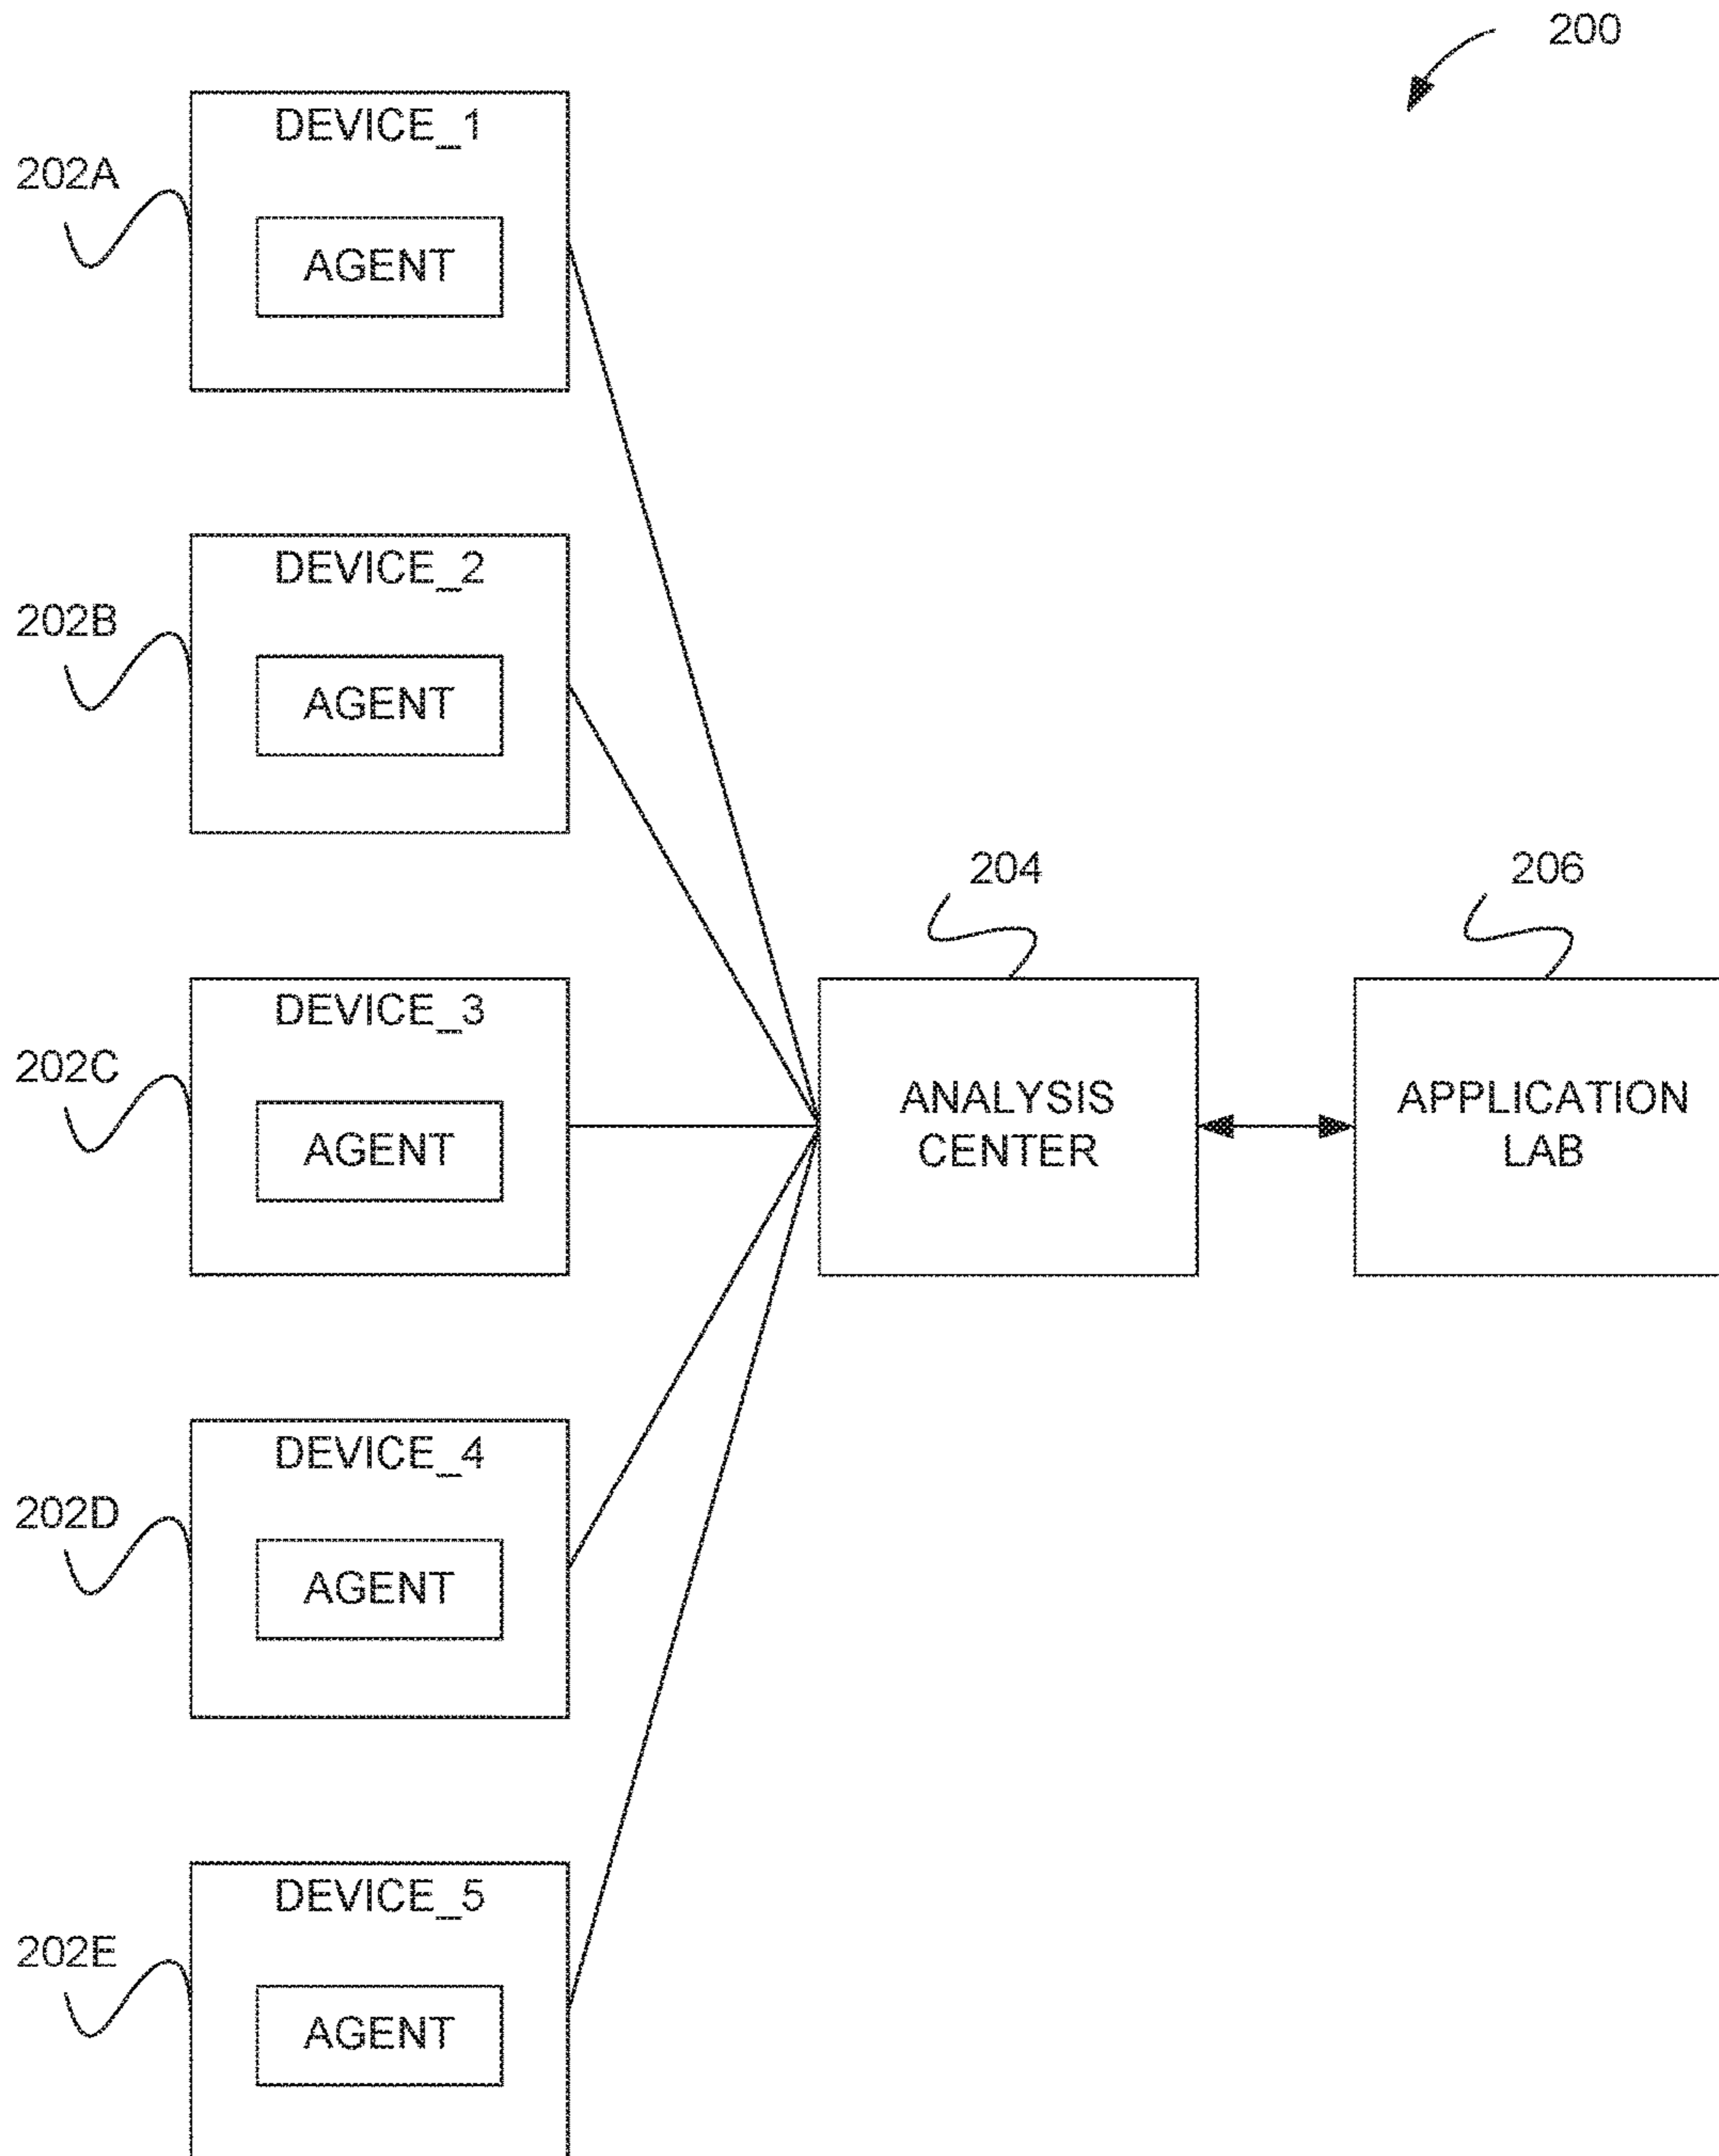 200
DEVICE_1
202A
AGENT
DEVICE_2
202B
AGENT
204
206
DEVICE_3
202C
AGENT
ANALYSIS
CENTER
APPLICATION
LAB
DEVICE_4
202D
AGENT
DEVICE_5
202E
AGENT